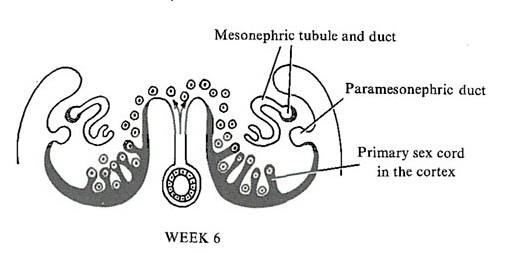 Mesonephric tubule and duct
Paramesonephric duct
Primary sex cord
in the cortex
WEEK 6